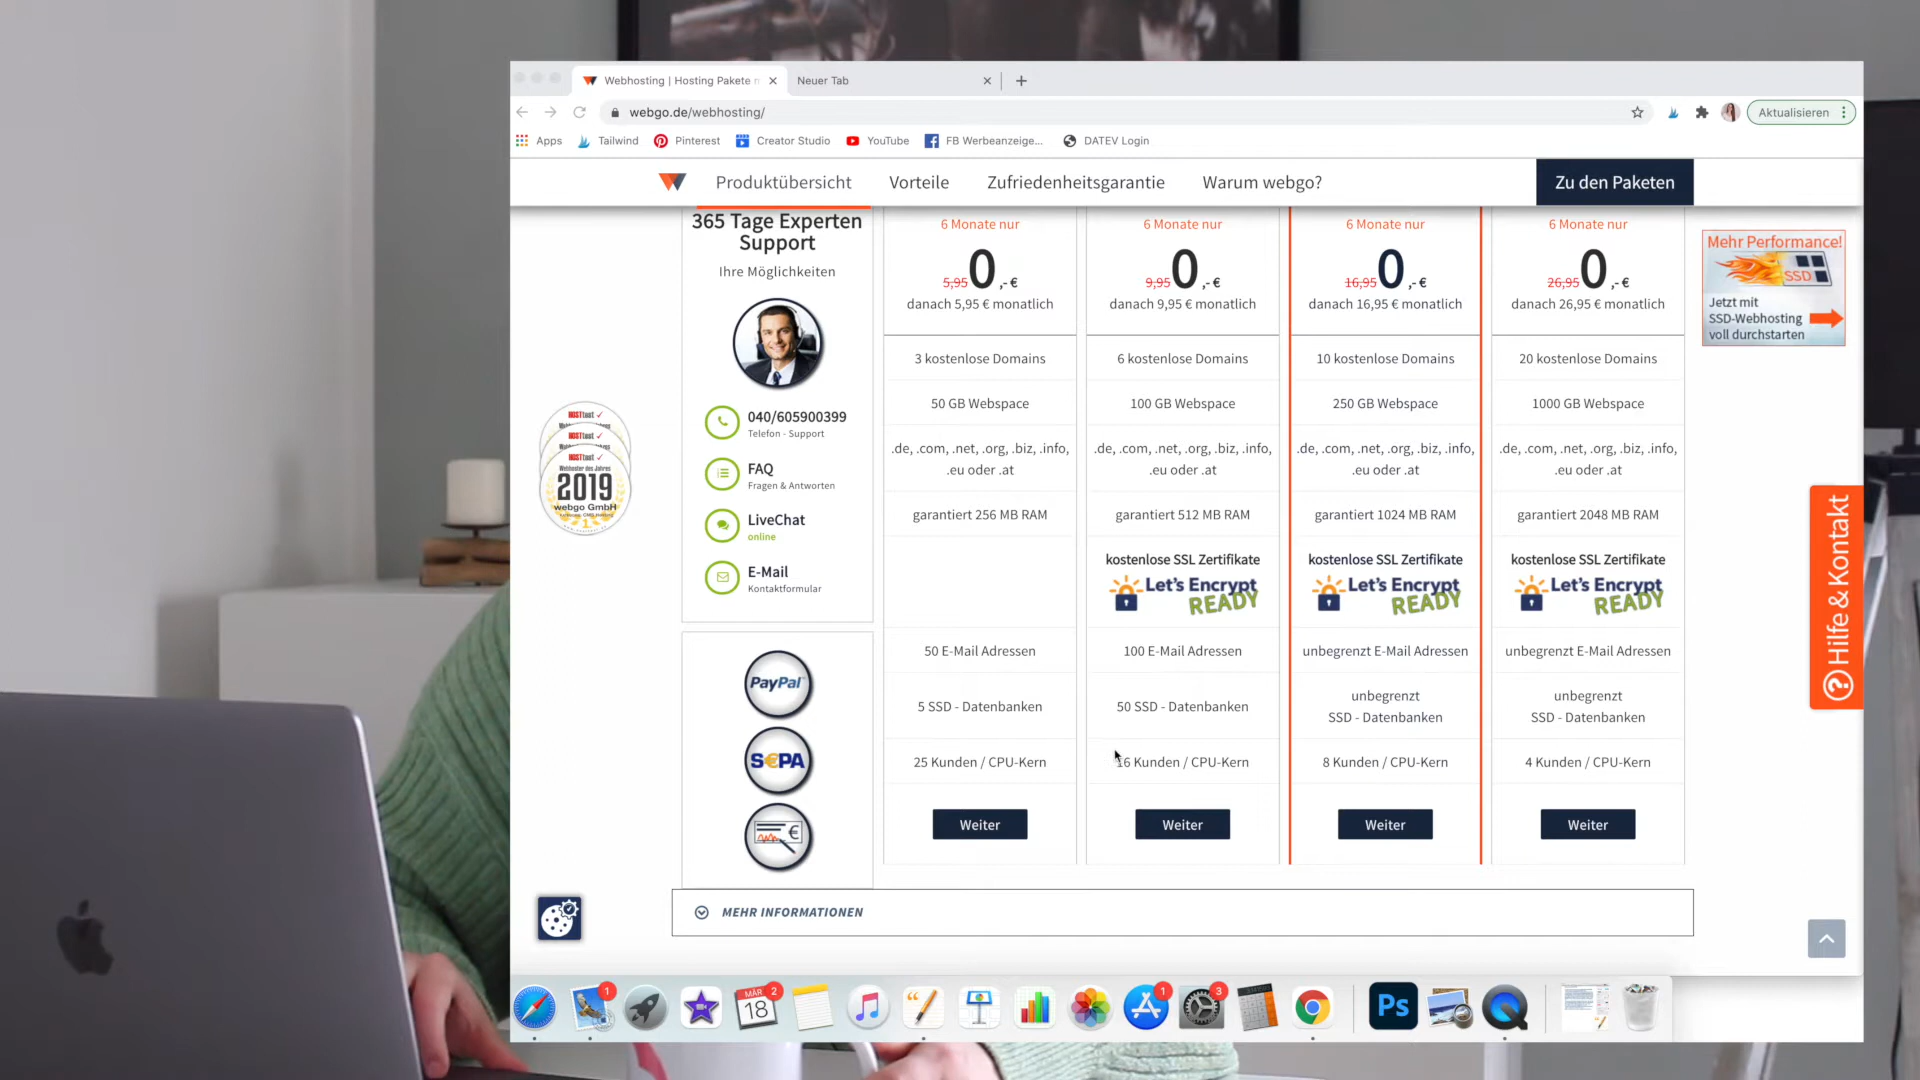 Webhosting | Hosting Pakete
Neuer Tab
webgo.de/webhosting/
Aktualisieren
Apps
Tailwind
Pinterest
Creator Studio
YouTube
FB Werbeanzeige...
DATEV Login
Produktübersicht
Vorteile
Zufriedenheitsgarantie
Warum webgo?
Zu den Paketen
365 Tage Experten
Support
Ihre Möglichkeiten
040/605900399
Telefon - Support
FAQ
Fragen & Antworten
LiveChat
online
E-Mail
Kontaktformular
PayPal
S€PA
€
6 Monate nur
5,95 0 ,- €
danach 5,95 € monatlich
3 kostenlose Domains
50 GB Webspace
.de, .com, .net, .org, .biz, .info,
.eu oder .at
garantiert 256 MB RAM
50 E-Mail Adressen
5 SSD - Datenbanken
25 Kunden / CPU-Kern
Weiter
6 Monate nur
9,95 0 ,- €
danach 9,95 € monatlich
6 kostenlose Domains
100 GB Webspace
.de, .com, .net, .org, .biz, .info,
.eu oder .at
garantiert 512 MB RAM
kostenlose SSL Zertifikate
Let's Encrypt
READY
100 E-Mail Adressen
50 SSD - Datenbanken
16 Kunden / CPU-Kern
Weiter
6 Monate nur
16,95 0 ,- €
danach 16,95 € monatlich
10 kostenlose Domains
250 GB Webspace
.de, .com, .net, .org, .biz, .info,
.eu oder .at
garantiert 1024 MB RAM
kostenlose SSL Zertifikate
Let's Encrypt
READY
unbegrenzt E-Mail Adressen
unbegrenzt
SSD - Datenbanken
8 Kunden / CPU-Kern
Weiter
6 Monate nur
26,95 0 ,- €
danach 26,95 € monatlich
20 kostenlose Domains
1000 GB Webspace
.de, .com, .net, .org, .biz, .info,
.eu oder .at
garantiert 2048 MB RAM
kostenlose SSL Zertifikate
Let's Encrypt
READY
unbegrenzt E-Mail Adressen
unbegrenzt
SSD - Datenbanken
4 Kunden / CPU-Kern
Weiter
Mehr Performance!
SSD
Jetzt mit
SSD-Webhosting
voll durchstarten
Hilfe & Kontakt
HOSTtest
HOSTtest
HOSTtest
Webhoster des Jahres
2019
webgo GmbH
1.
MEHR INFORMATIONEN
1
MÄR
2
18
1
3
Ps